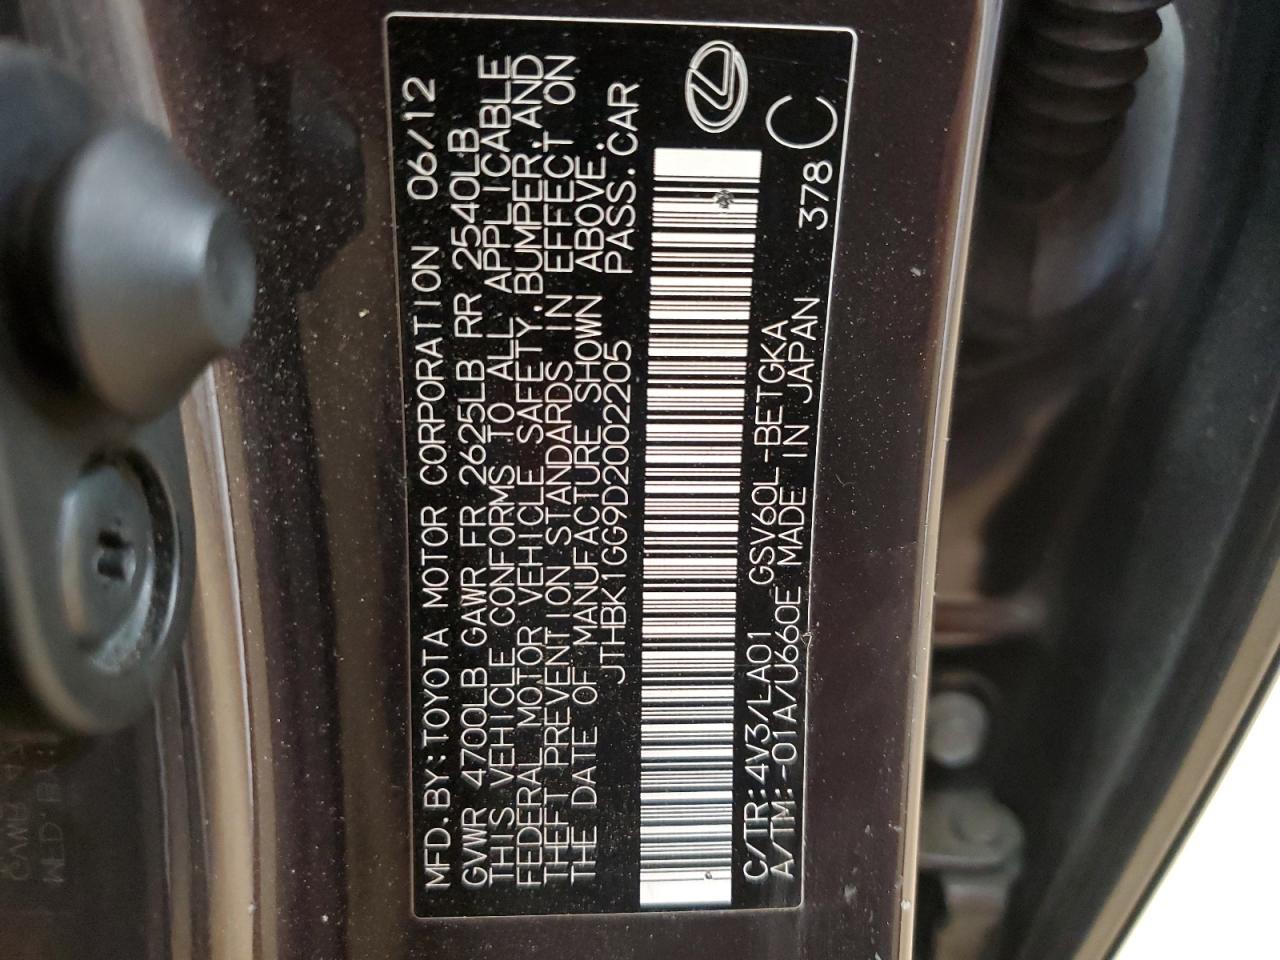 MFD.BY:TOYOTA MOTOR CORPORATION 06/12
GVWR 4700LB GAWR FR 2625LB RR 2540LB
THIS VEHICLE CONFORMS TO ALL APPLICABLE
FEDERAL MOTOR VEHICLE SAFETY,BUMPER,AND
THEFT PREVENTION STANDARDS IN EFFECT ON
THE DATE OF MANUFACTURE SHOWN ABOVE.
JTHBK1GG9D2002205 PASS.CAR
C/TR:4V3/LA01 GSV60L-BETGKA
A/TM:-01A/U660E MADE IN JAPAN 378 C